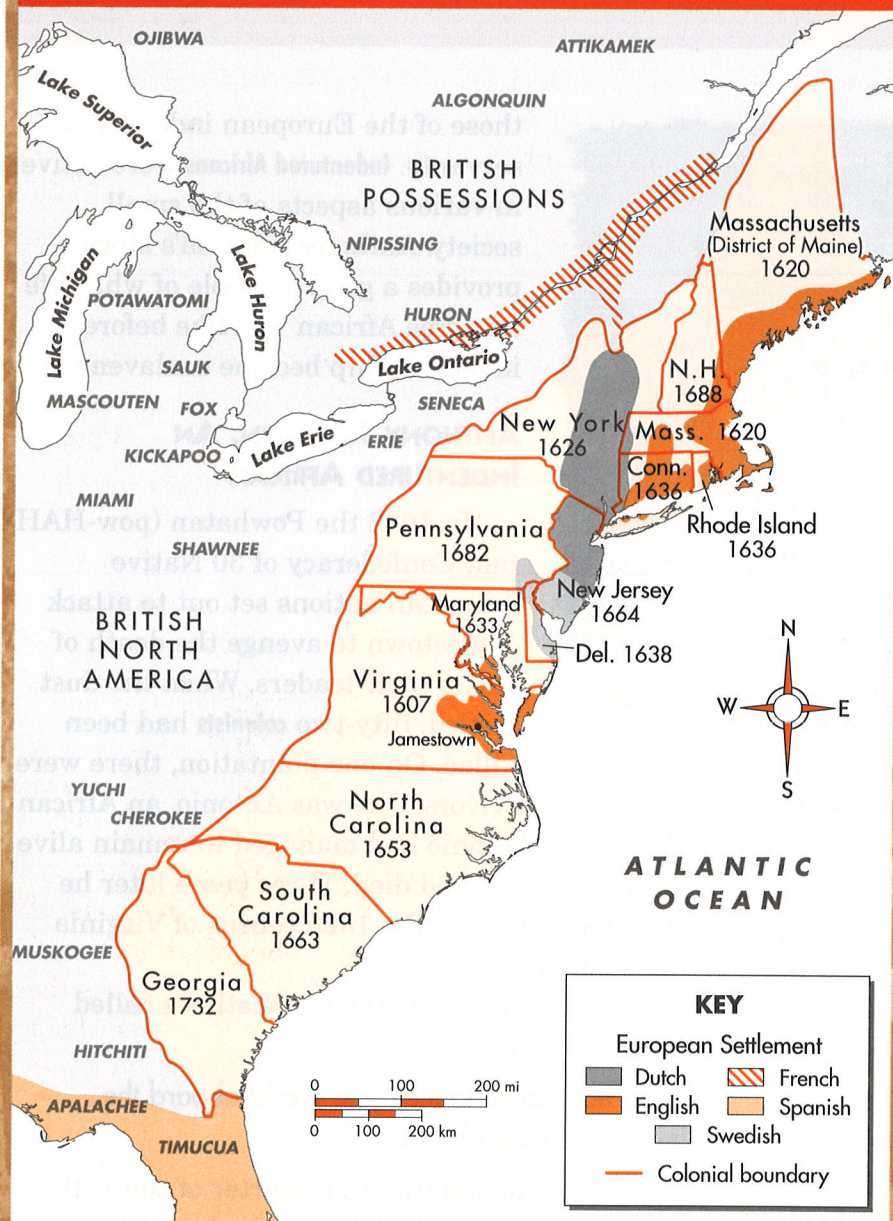 OJIBWA
ATTIKAMEK
Lake Superior
ALGONQUIN
BRITISH
POSSESSIONS
Massachusetts
(District of Maine)
1620
NIPISSING
Lake Michigan
Lake Huron
POTAWATOMI
HURON
Lake Ontario
SAUK
N.H.
1688
MASCOUTEN
FOX
SENECA
New York
1626
Mass. 1620
KICKAPOO
Lake Erie
ERIE
Conn.
1636
MIAMI
Rhode Island
1636
Pennsylvania
1682
SHAWNEE
New Jersey
1664
Maryland
1633
BRITISH
NORTH
AMERICA
Del. 1638
N
W
E
S
Virginia
1607
Jamestown
YUCHI
CHEROKEE
North
Carolina
1653
ATLANTIC
OCEAN
South
Carolina
1663
MUSKOGEE
Georgia
1732
HITCHITI
APALACHEE
TIMUCUA
0 100 200 mi
0 100 200 km
KEY
European Settlement
Dutch
French
English
Spanish
Swedish
Colonial boundary